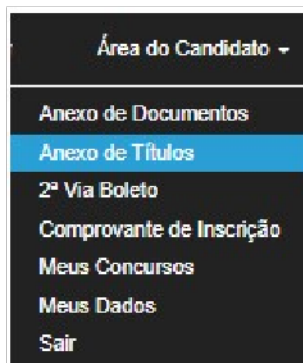 Área do Candidato
Anexo de Documentos
Anexo de Títulos
2ª Via Boleto
Comprovante de Inscrição
Meus Concursos
Meus Dados
Sair